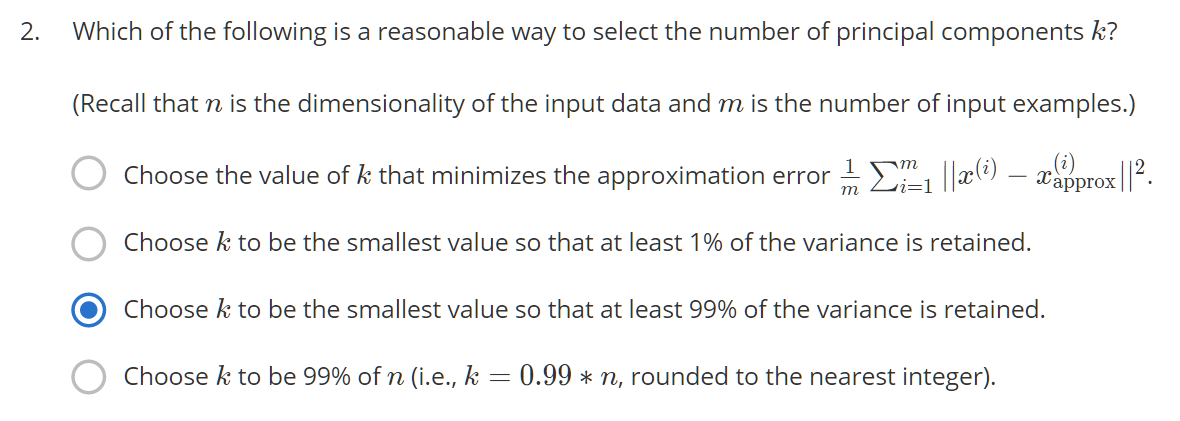 2. Which of the following is a reasonable way to select the number of principal components k?
(Recall that n is the dimensionality of the input data and m is the number of input examples.)
Choose the value of k that minimizes the approximation error $\frac{1}{m} \sum_{i=1}^{m} ||x^{(i)} - x_{\text{approx}}^{(i)}||^2$.
Choose k to be the smallest value so that at least 1% of the variance is retained.
Choose k to be the smallest value so that at least 99% of the variance is retained.
Choose k to be 99% of n (i.e., k = 0.99 ∗ n, rounded to the nearest integer).